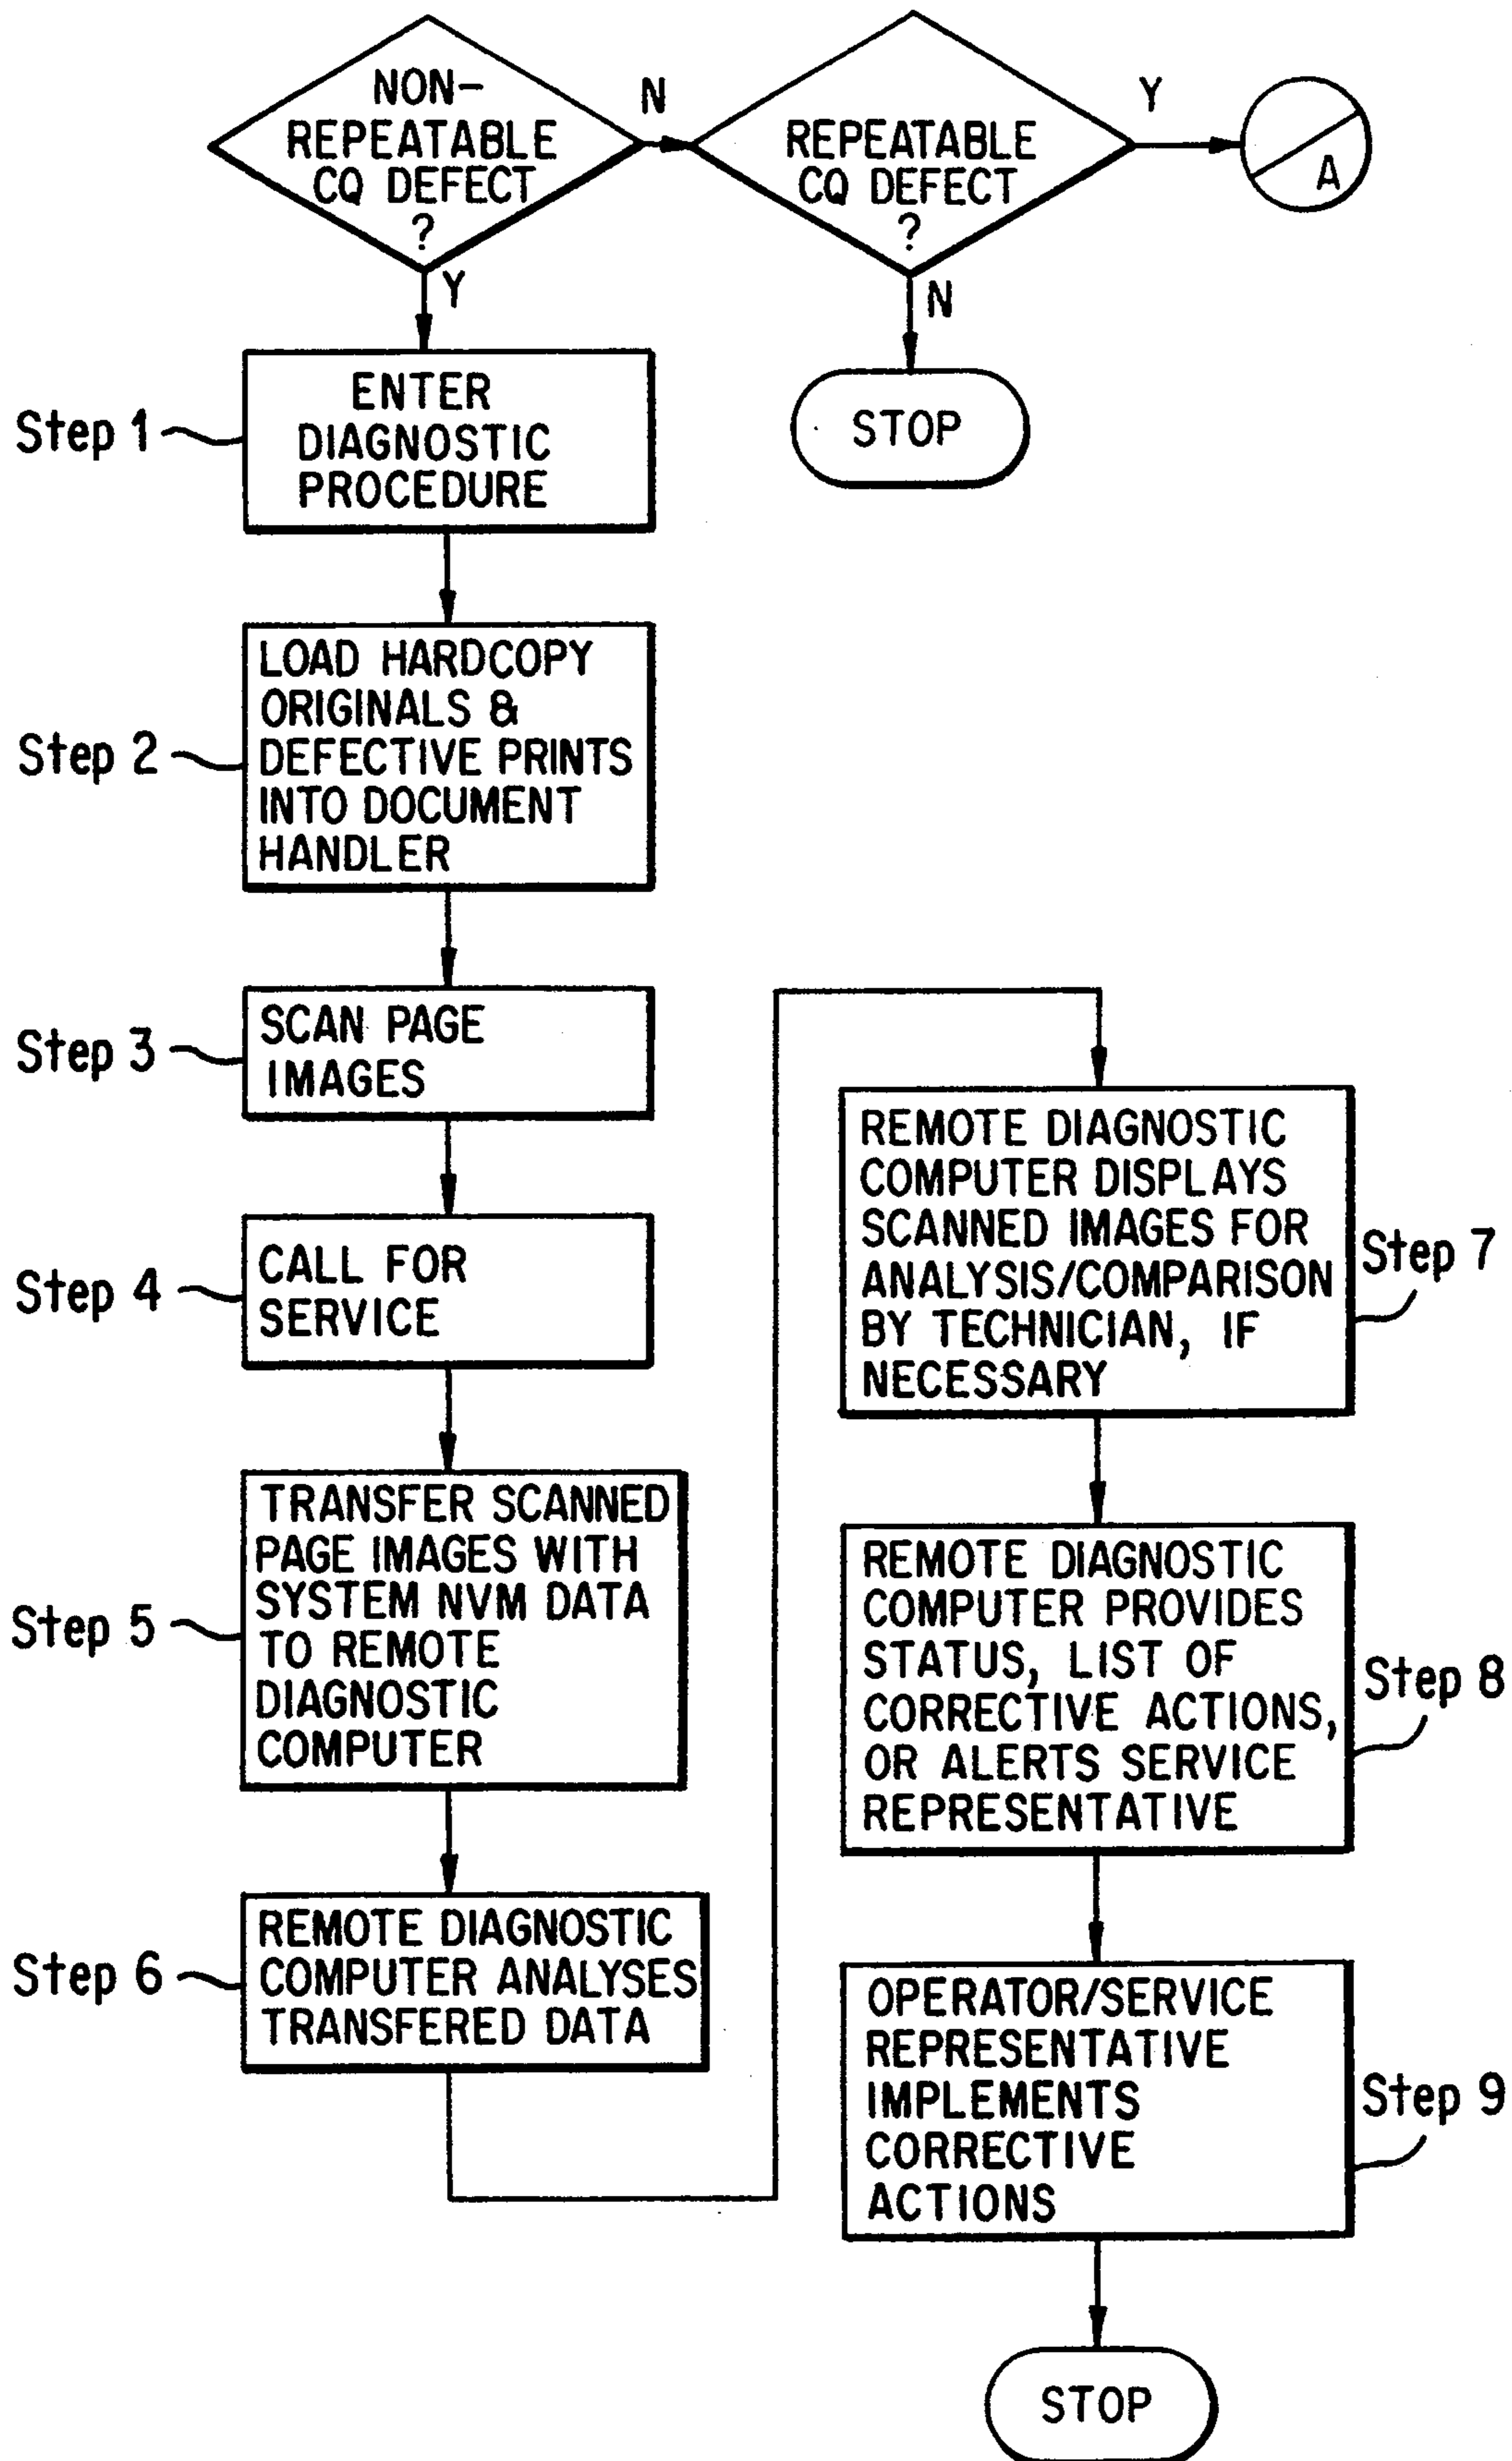 NON-
REPEATABLE
CQ DEFECT
?
N
REPEATABLE
CQ DEFECT
?
Y
A
Y
N
STOP
Step 1
ENTER
DIAGNOSTIC
PROCEDURE
Step 2
LOAD HARDCOPY
ORIGINALS &
DEFECTIVE PRINTS
INTO DOCUMENT
HANDLER
Step 3
SCAN PAGE
IMAGES
Step 4
CALL FOR
SERVICE
Step 5
TRANSFER SCANNED
PAGE IMAGES WITH
SYSTEM NVM DATA
TO REMOTE
DIAGNOSTIC
COMPUTER
Step 6
REMOTE DIAGNOSTIC
COMPUTER ANALYSES
TRANSFERED DATA
REMOTE DIAGNOSTIC
COMPUTER DISPLAYS
SCANNED IMAGES FOR
ANALYSIS/COMPARISON
BY TECHNICIAN, IF
NECESSARY
Step 7
REMOTE DIAGNOSTIC
COMPUTER PROVIDES
STATUS, LIST OF
CORRECTIVE ACTIONS,
OR ALERTS SERVICE
REPRESENTATIVE
Step 8
OPERATOR/SERVICE
REPRESENTATIVE
IMPLEMENTS
CORRECTIVE
ACTIONS
Step 9
STOP